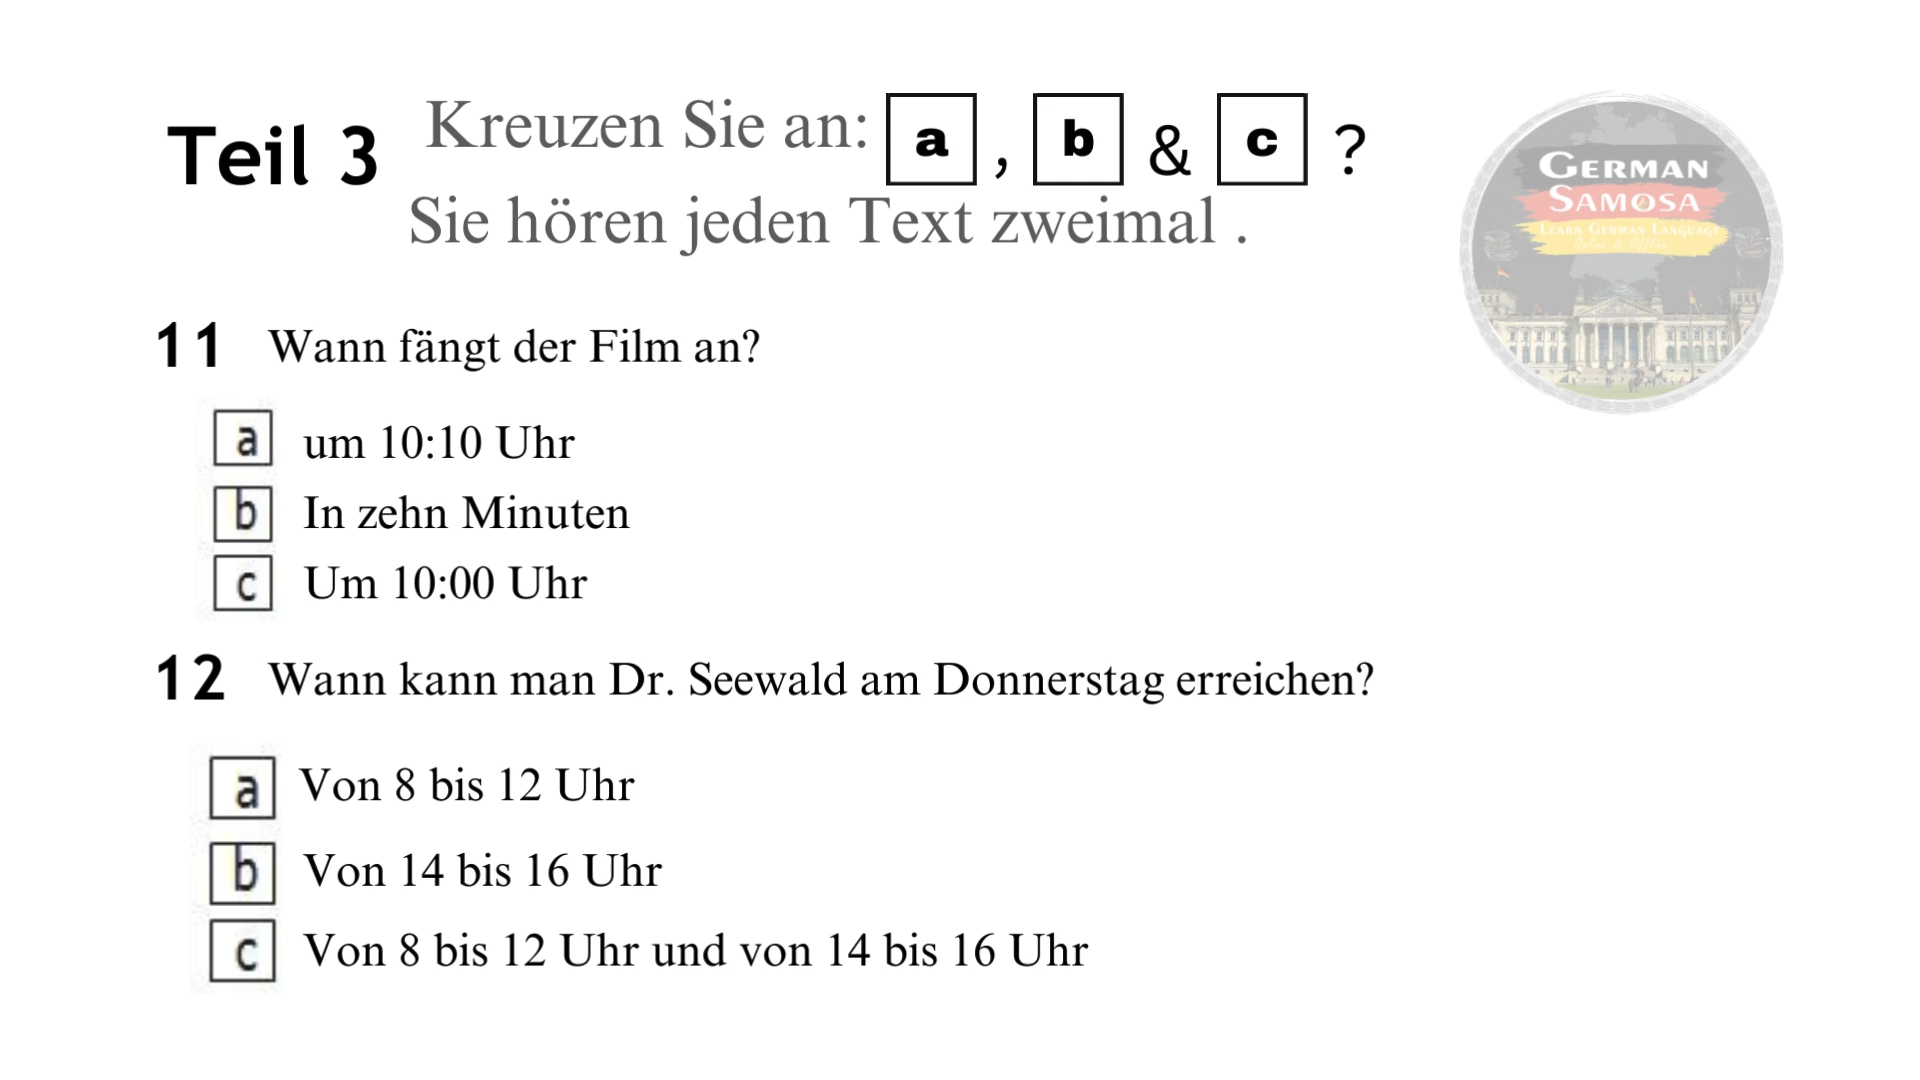 Teil 3 Kreuzen Sie an: a , b & c ?
Sie hören jeden Text zweimal .
GERMAN
SAMOSA
LEARN GERMAN LANGUAGE
11 Wann fängt der Film an?
a um 10:10 Uhr
b In zehn Minuten
c Um 10:00 Uhr
12 Wann kann man Dr. Seewald am Donnerstag erreichen?
a Von 8 bis 12 Uhr
b Von 14 bis 16 Uhr
c Von 8 bis 12 Uhr und von 14 bis 16 Uhr